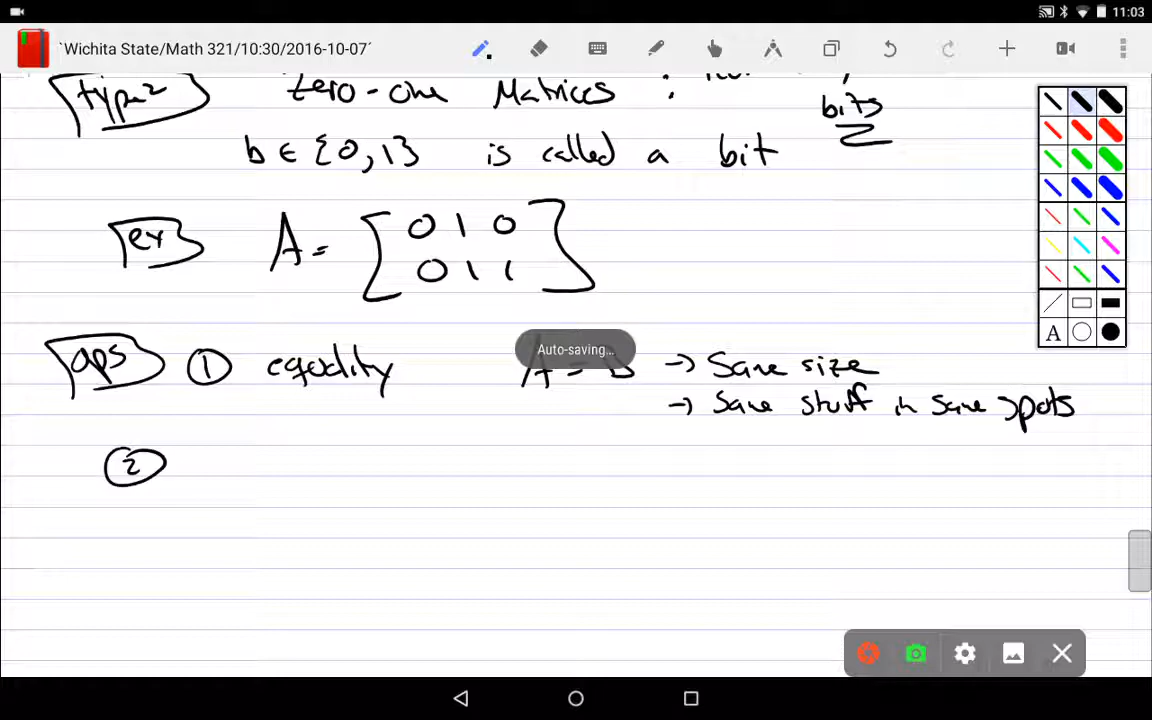 11:03
Wichita State/Math 321/10:30/2016-10-07
type 2 Zero-one Matrices :
bits
b ∈ {0,1} is called a bit
ex A = [ 0 1 0
0 1 1 ]
ops ① equality A = B → Same size
→ Same stuff in same spots
Auto-saving...
②
A